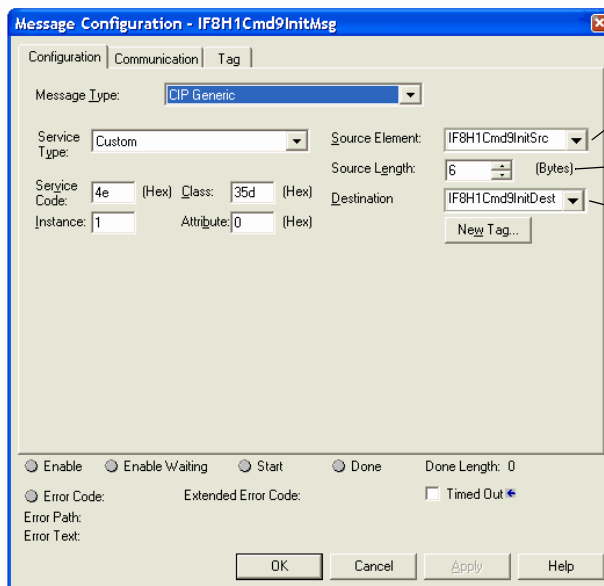 Message Configuration - IF8H1Cmd9InitMsg
Configuration Communication Tag
Message Type: CIP Generic
Service Type: Custom
Source Element: IF8H1Cmd9InitSrc
Source Length: 6 (Bytes)
Service Code: 4e (Hex) Class: 35d (Hex)
Destination IF8H1Cmd9InitDest
Instance: 1 Attribute: 0 (Hex)
New Tag...
Enable Enable Waiting Start Done Done Length: 0
Error Code: Extended Error Code: Timed Out
Error Path:
Error Text:
OK Cancel Apply Help